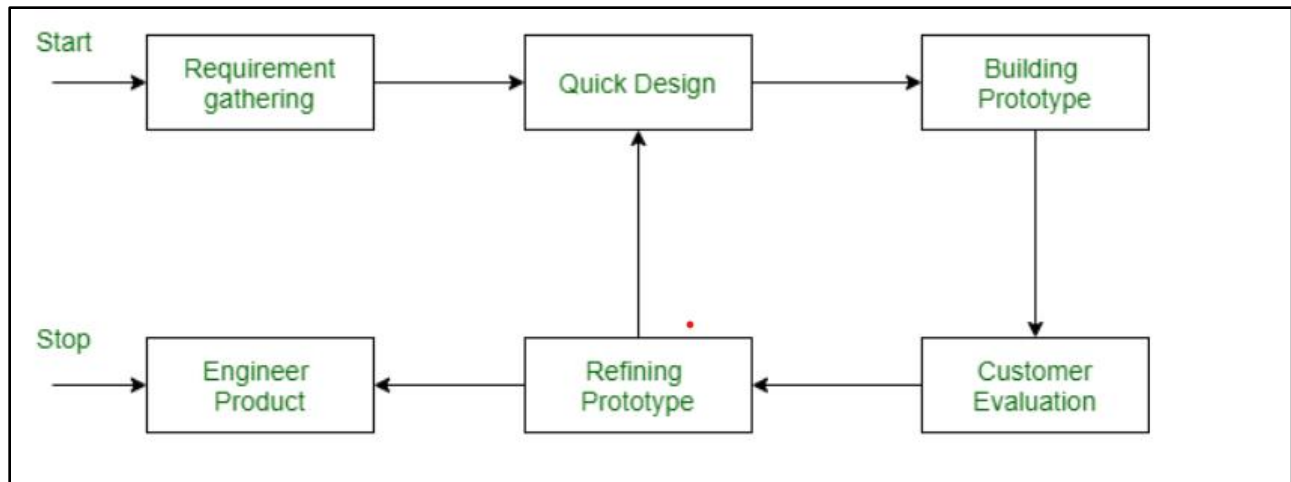 Start
Requirement
gathering
Quick Design
Building
Prototype
Stop
Engineer
Product
Refining
Prototype
Customer
Evaluation